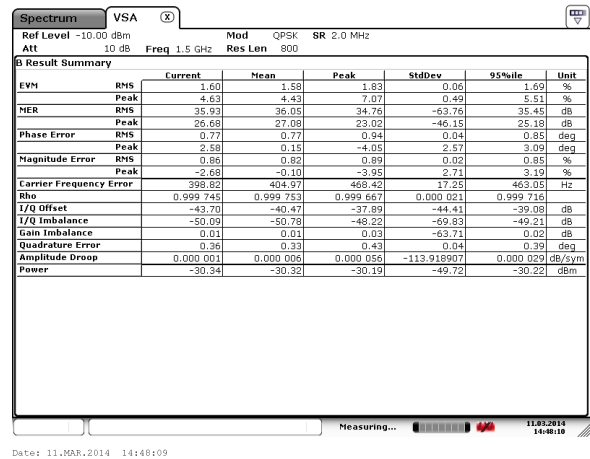 Spectrum VSA X
Ref Level -10.00 dBm Mod QPSK SR 2.0 MHz
Att 10 dB Freq 1.5 GHz Res Len 800
B Result Summary
Current Mean Peak StdDev 95%ile Unit
EVM RMS 1.60 1.58 1.83 0.06 1.69 %
Peak 4.63 4.43 7.07 0.49 5.51 %
MER RMS 35.93 36.05 34.76 -63.76 35.45 dB
Peak 26.68 27.08 23.02 -46.15 25.18 dB
Phase Error RMS 0.77 0.77 0.94 0.04 0.85 deg
Peak 2.58 0.15 -4.05 2.57 3.09 deg
Magnitude Error RMS 0.86 0.82 0.89 0.02 0.85 %
Peak -2.68 -0.10 -3.95 2.71 3.19 %
Carrier Frequency Error 398.82 404.97 468.42 17.25 463.05 Hz
Rho 0.999 745 0.999 753 0.999 667 0.000 021 0.999 716
I/Q Offset -43.70 -40.47 -37.89 -44.41 -39.08 dB
I/Q Imbalance -50.09 -50.78 -48.22 -69.83 -49.21 dB
Gain Imbalance 0.01 0.01 0.03 -63.71 0.02 dB
Quadrature Error 0.36 0.33 0.43 0.04 0.39 deg
Amplitude Droop 0.000 001 0.000 006 0.000 056 -113.918907 0.000 029 dB/sym
Power -30.34 -30.32 -30.19 -49.72 -30.22 dBm
Measuring... 11.03.2014
14:48:10
Date: 11.MAR.2014 14:48:09